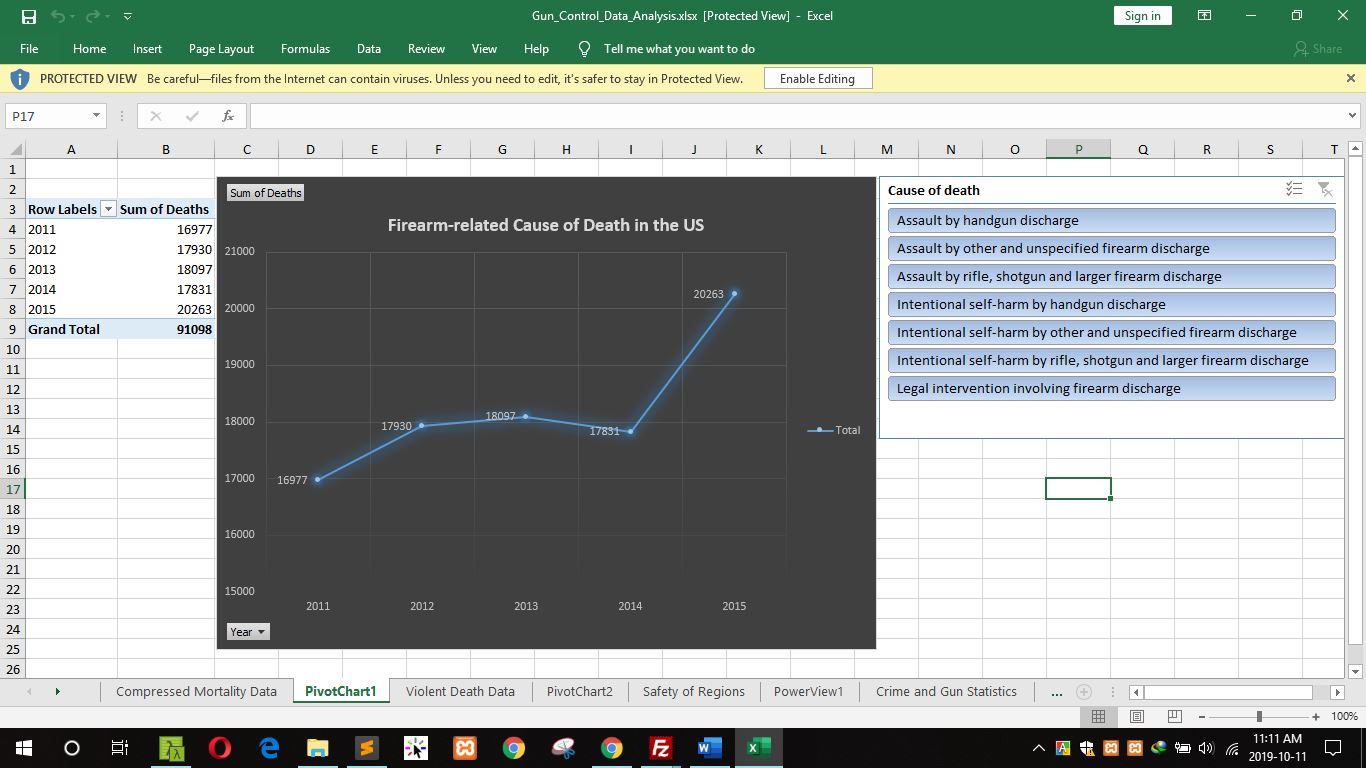 Gun_Control_Data_Analysis.xlsx [Protected View] - Excel
Sign in
File Home Insert Page Layout Formulas Data Review View Help Tell me what you want to do Share
PROTECTED VIEW Be careful—files from the Internet can contain viruses. Unless you need to edit, it's safer to stay in Protected View. Enable Editing
P17 fx
A B C D E F G H I J K L M N O P Q R S T
1
2
3 Row Labels Sum of Deaths
4 2011 16977
5 2012 17930
6 2013 18097
7 2014 17831
8 2015 20263
9 Grand Total 91098
10
11
12
13
14
15
16
17
18
19
20
21
22
23
24
25
26
Sum of Deaths
Firearm-related Cause of Death in the US
21000
20000
19000
18000
17000
16000
15000
16977
17930
18097
17831
20263
2011 2012 2013 2014 2015
Total
Year
Cause of death
Assault by handgun discharge
Assault by other and unspecified firearm discharge
Assault by rifle, shotgun and larger firearm discharge
Intentional self-harm by handgun discharge
Intentional self-harm by other and unspecified firearm discharge
Intentional self-harm by rifle, shotgun and larger firearm discharge
Legal intervention involving firearm discharge
Compressed Mortality Data PivotChart1 Violent Death Data PivotChart2 Safety of Regions PowerView1 Crime and Gun Statistics ...
100%
11:11 AM
2019-10-11